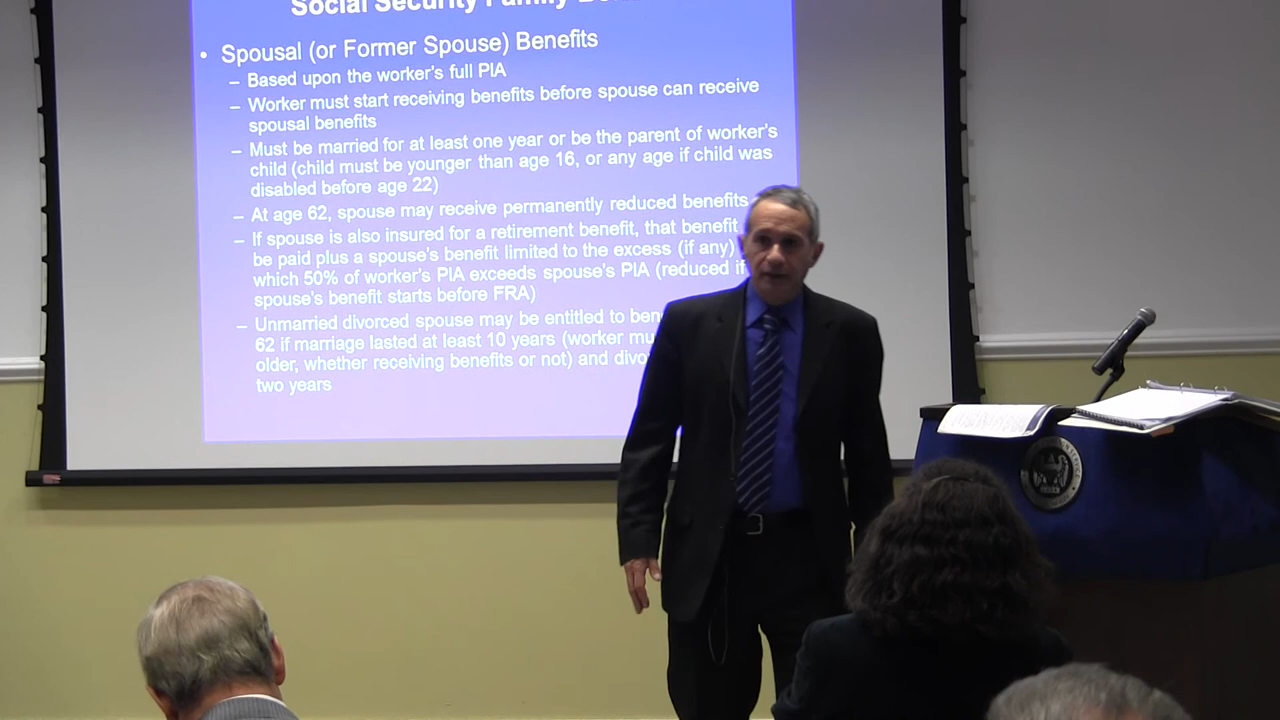 Social Security Family
• Spousal (or Former Spouse) Benefits
– Based upon the worker's full PIA
– Worker must start receiving benefits before spouse can receive
spousal benefits
– Must be married for at least one year or be the parent of worker's
child (child must be younger than age 16, or any age if child was
disabled before age 22)
– At age 62, spouse may receive permanently reduced benefits
– If spouse is also insured for a retirement benefit, that benefit
be paid plus a spouse's benefit limited to the excess (if any)
which 50% of worker's PIA exceeds spouse's PIA (reduced if
spouse's benefit starts before FRA)
– Unmarried divorced spouse may be entitled to
62 if marriage lasted at least 10 years (worker
older, whether receiving benefits or not) and
two years